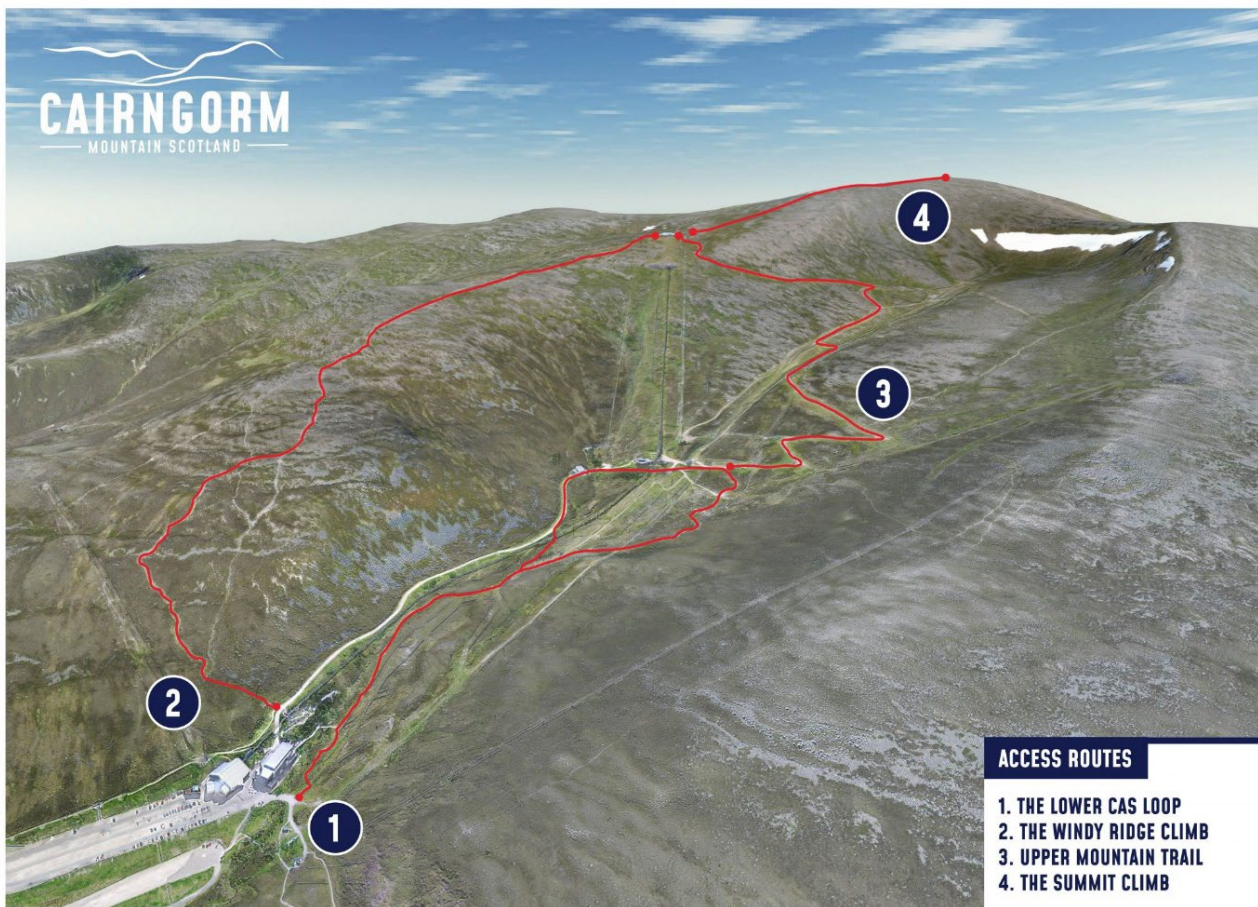 CAIRNGORM
MOUNTAIN SCOTLAND
4
3
2
1
ACCESS ROUTES
1. THE LOWER CAS LOOP
2. THE WINDY RIDGE CLIMB
3. UPPER MOUNTAIN TRAIL
4. THE SUMMIT CLIMB